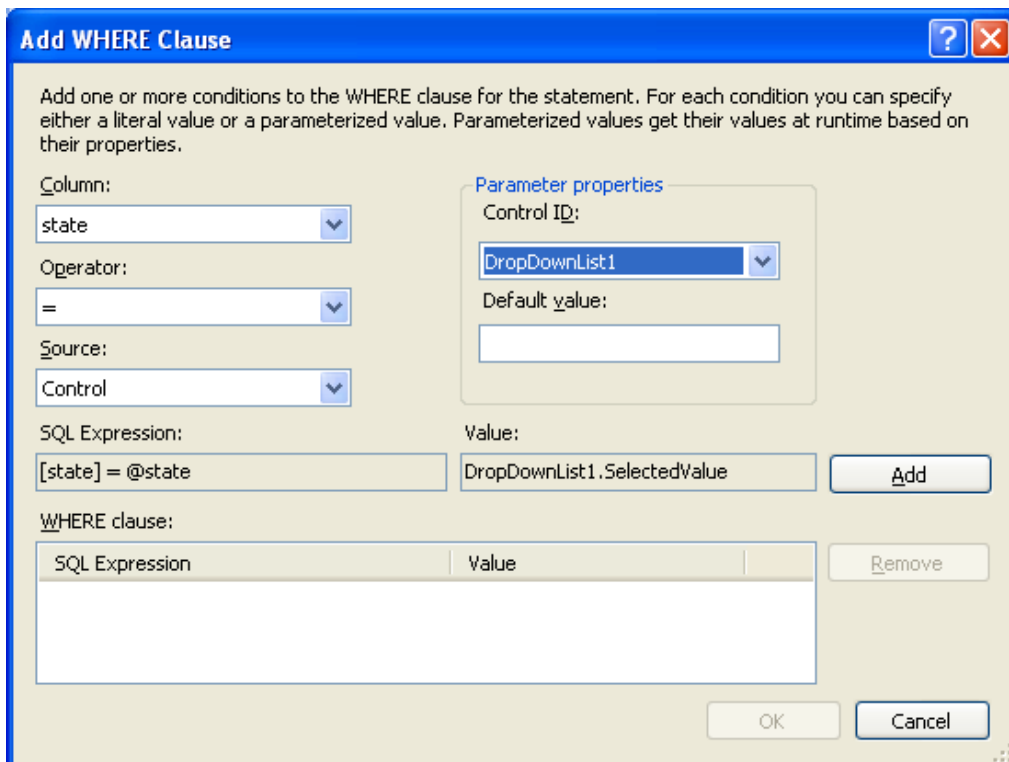 Add WHERE Clause
Add one or more conditions to the WHERE clause for the statement. For each condition you can specify
either a literal value or a parameterized value. Parameterized values get their values at runtime based on
their properties.
Column:
state
Operator:
=
Source:
Control
Parameter properties
Control ID:
DropDownList1
Default value:
SQL Expression:
[state] = @state
Value:
DropDownList1.SelectedValue
Add
WHERE clause:
SQL Expression Value
Remove
OK Cancel